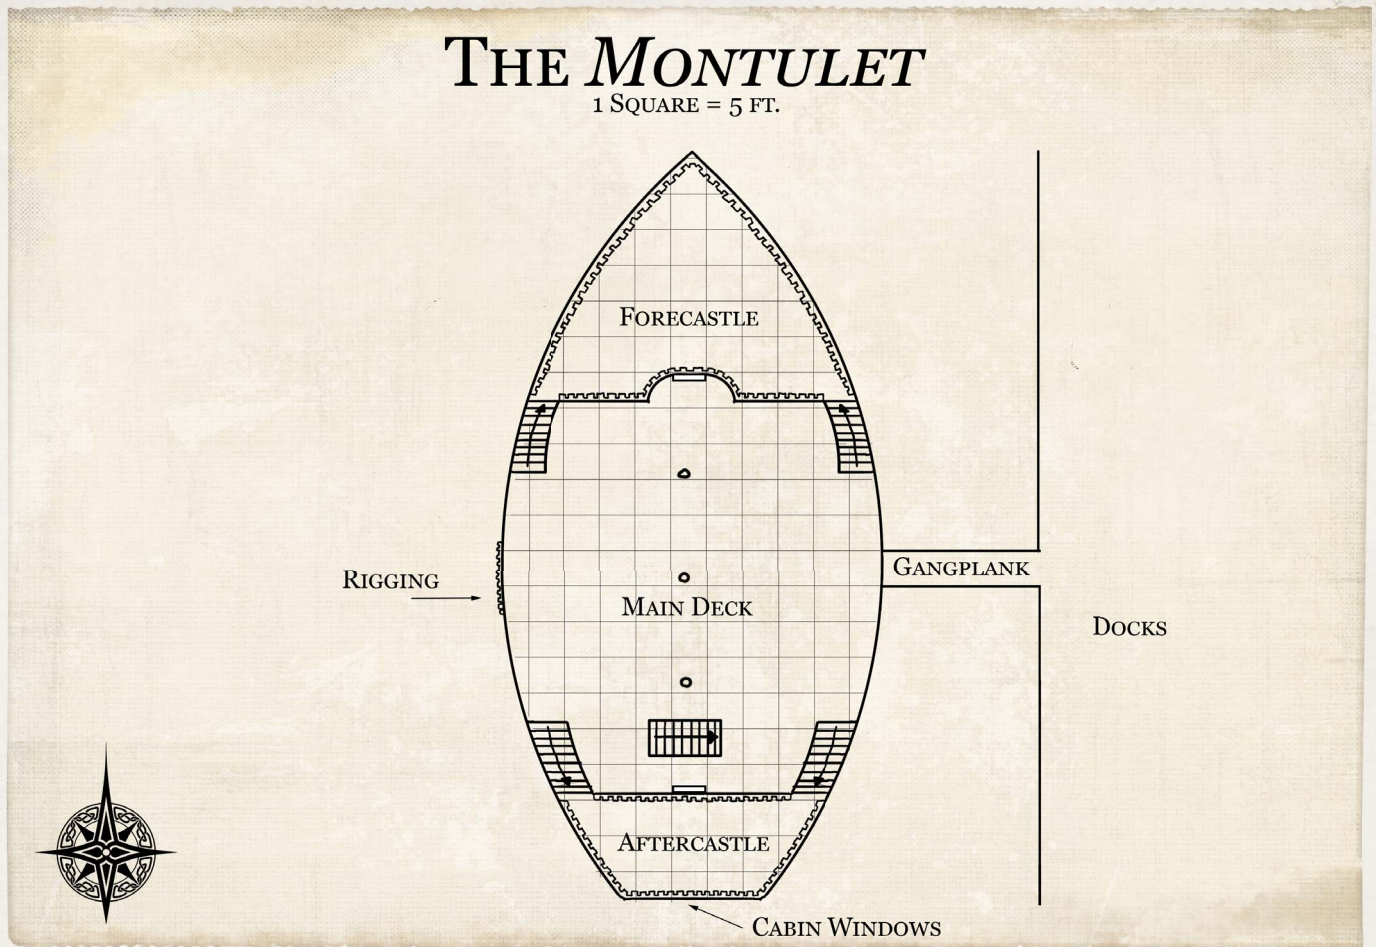 The Montulet
1 Square = 5 ft.
Forecastle
Rigging
Gangplank
Main Deck
Docks
Aftercastle
Cabin Windows